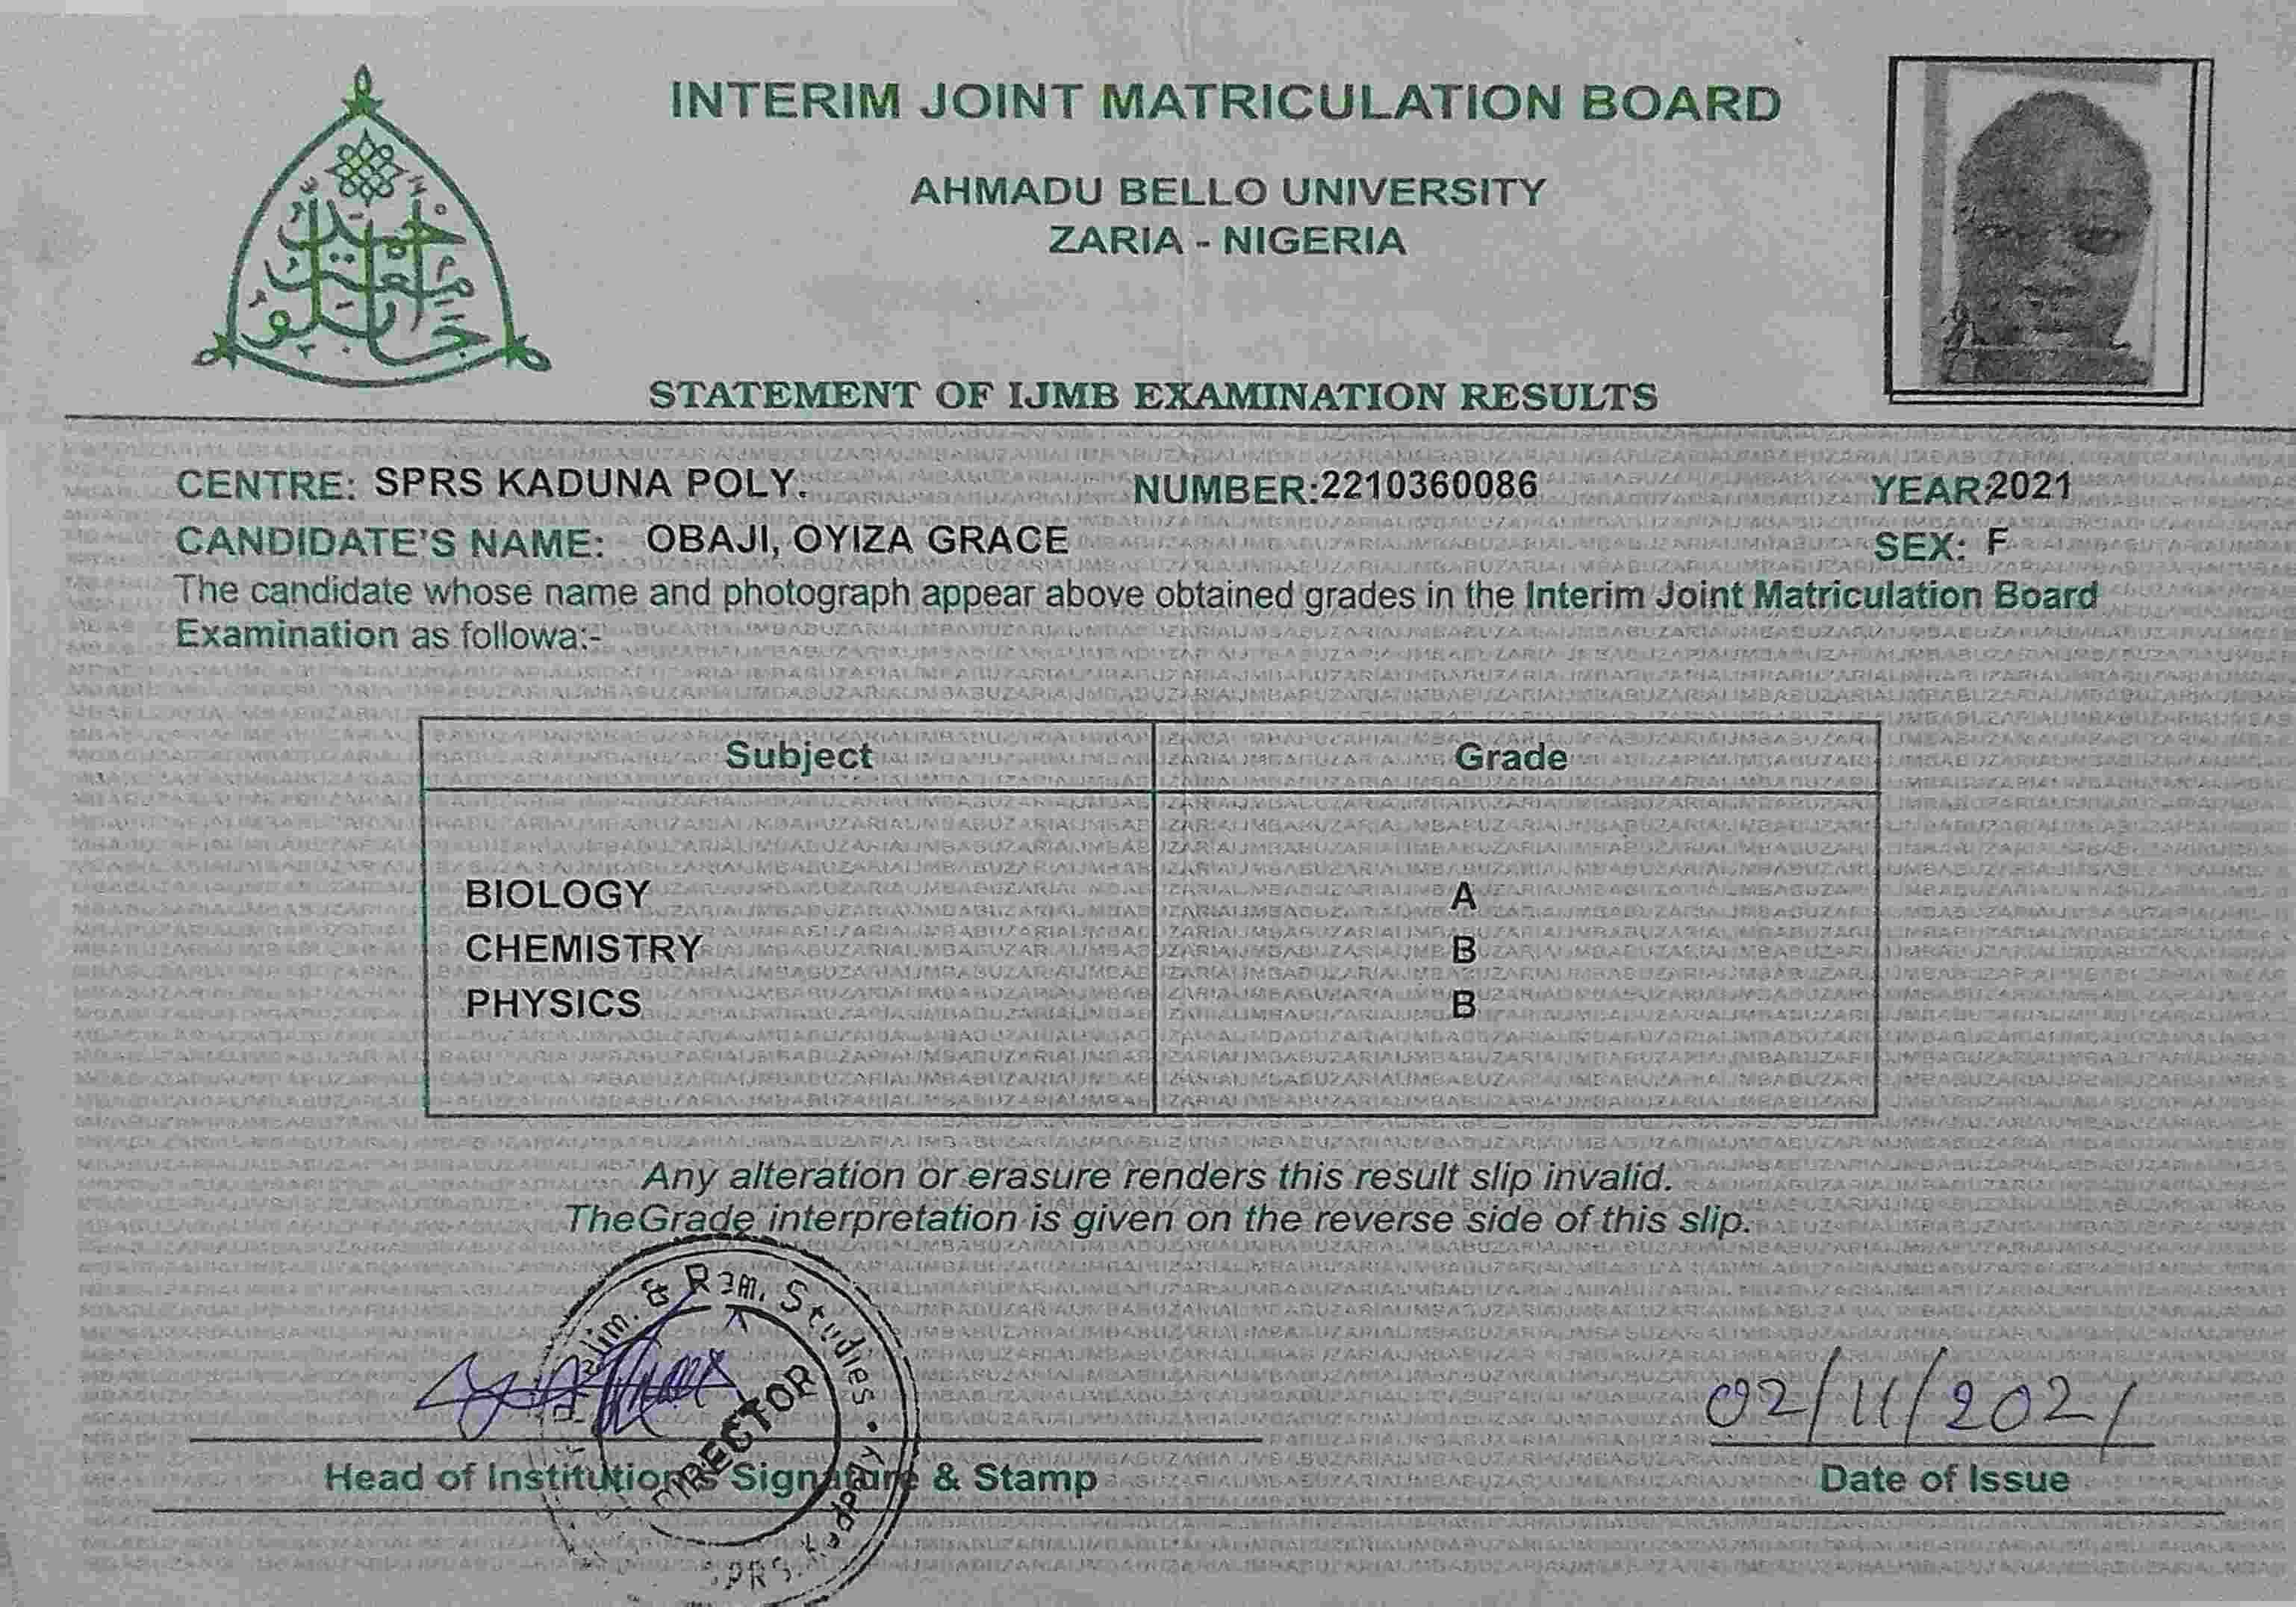 INTERIM JOINT MATRICULATION BOARD
AHMADU BELLO UNIVERSITY
ZARIA - NIGERIA
STATEMENT OF IJMB EXAMINATION RESULTS
CENTRE: SPRS KADUNA POLY. NUMBER:2210360086 YEAR:2021
CANDIDATE'S NAME: OBAJI, OYIZA GRACE SEX: F
The candidate whose name and photograph appear above obtained grades in the Interim Joint Matriculation Board
Examination as followa:-
Subject Grade
BIOLOGY A
CHEMISTRY B
PHYSICS B
Any alteration or erasure renders this result slip invalid.
TheGrade interpretation is given on the reverse side of this slip.
& Rem. Studies
DIRECTOR
SPRS
02/11/2021
Head of Institution's Signature & Stamp Date of Issue